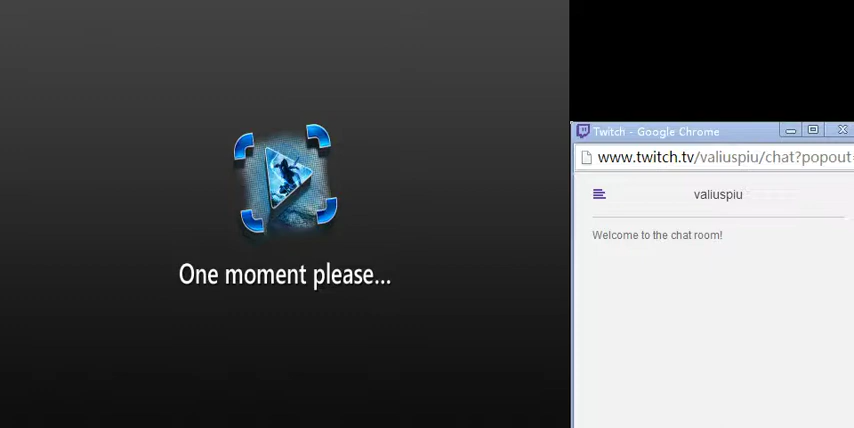 One moment please...
Twitch - Google Chrome
www.twitch.tv/valiuspiu/chat?popout=
valiuspiu
Welcome to the chat room!